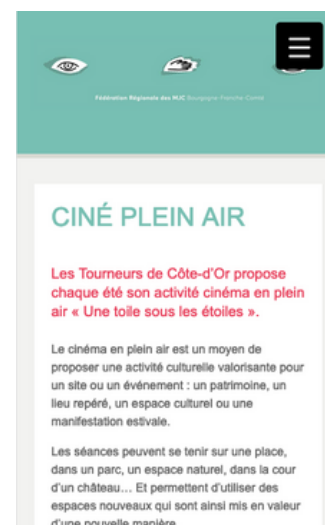 Fédération Régionale des MJC Bourgogne Franche-Comté
CINÉ PLEIN AIR
Les Tourneurs de Côte-d'Or propose
chaque été son activité cinéma en plein
air « Une toile sous les étoiles ».
Le cinéma en plein air est un moyen de
proposer une activité culturelle valorisante pour
un site ou un événement : un patrimoine, un
lieu repéré, un espace culturel ou une
manifestation estivale.
Les séances peuvent se tenir sur une place,
dans un parc, un espace naturel, dans la cour
d'un château… Et permettent d'utiliser des
espaces nouveaux qui sont ainsi mis en valeur
d'une nouvelle manière